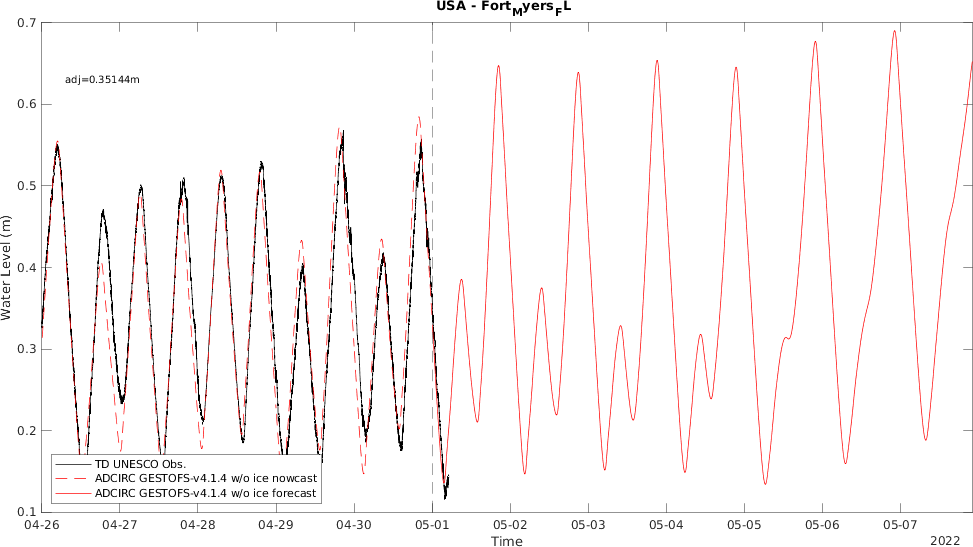 USA - Fort_Myers_FL
adj=0.35144m
Water Level (m)
0.7
0.6
0.5
0.4
0.3
0.2
0.1
TD UNESCO Obs.
ADCIRC GESTOFS-v4.1.4 w/o ice nowcast
ADCIRC GESTOFS-v4.1.4 w/o ice forecast
04-26 04-27 04-28 04-29 04-30 05-01 05-02 05-03 05-04 05-05 05-06 05-07
Time
2022